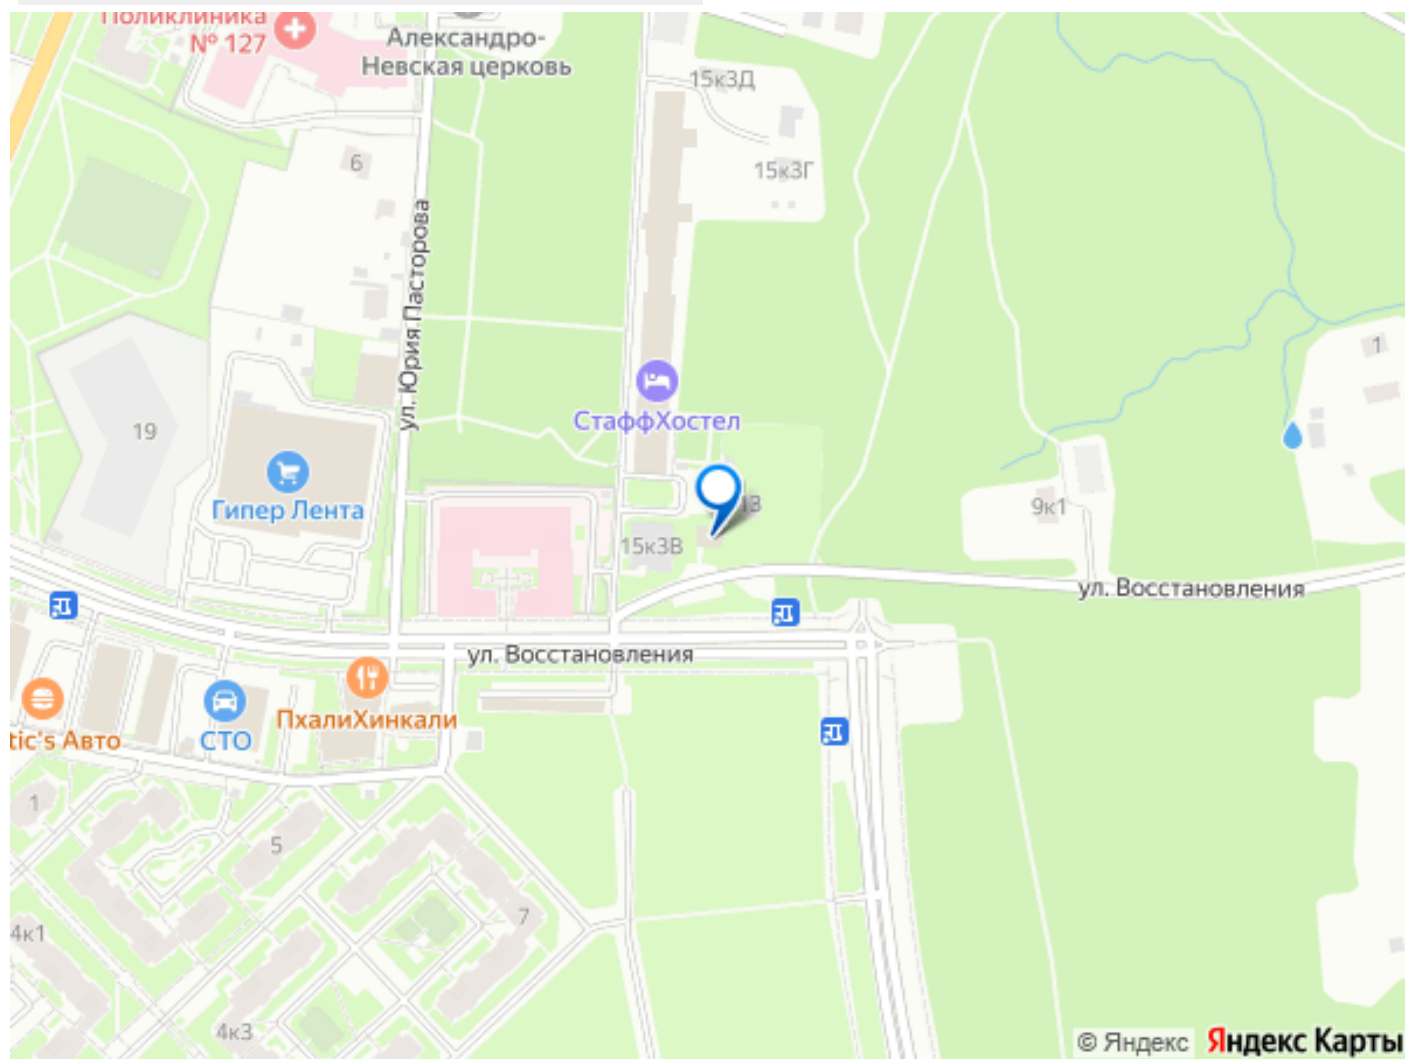 Поликлиника
№ 127
Александро-
Невская церковь
15к3Д
6
15к3Г
ул. Юрия Пасторова
1
СтаффХостел
19
Гипер Лента
13
9к1
15к3В
ул. Восстановления
ул. Восстановления
ПхалиХинкали
tic's Авто
СТО
1
5
7
4к1
4к3
© Яндекс
Яндекс Карты